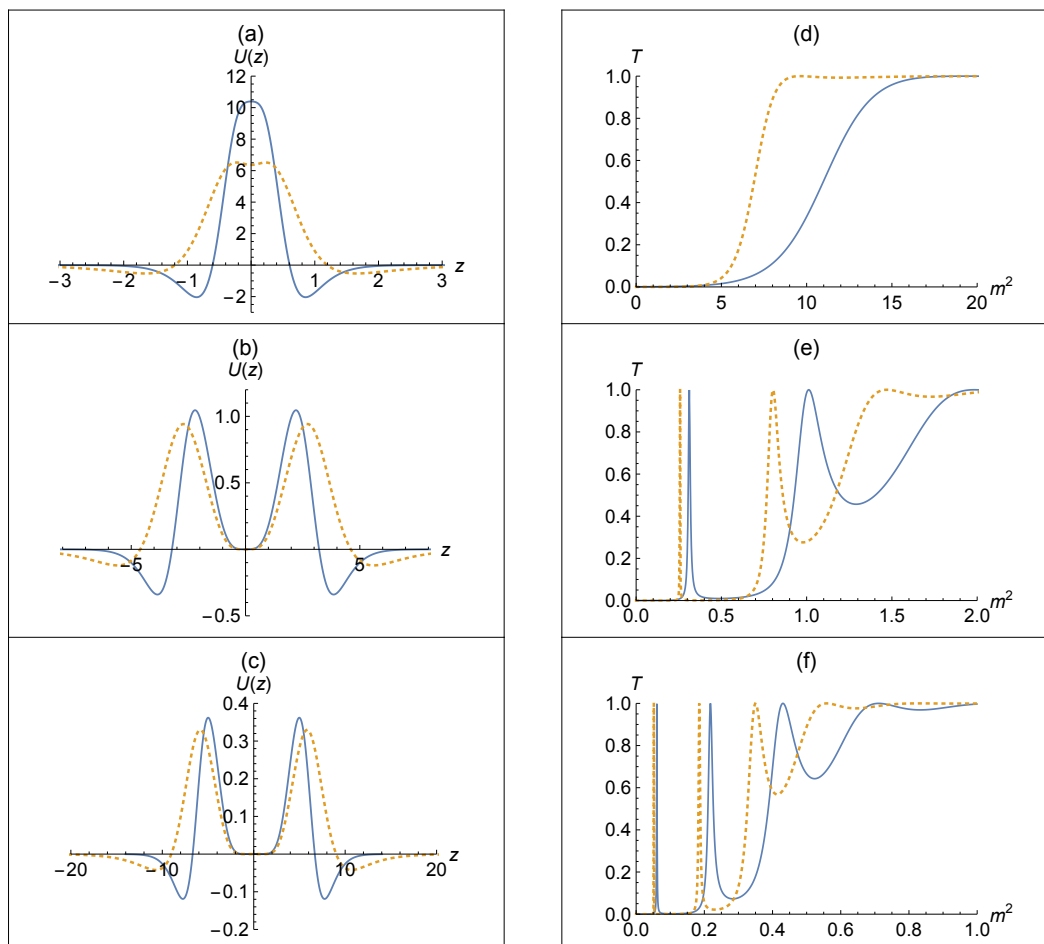 (a)
U(z)
12
10
8
6
4
2
−2
−3 −2 −1 1 2 3 z
(d)
T
1.0
0.8
0.6
0.4
0.2
0.0
0 5 10 15 20 m²
(b)
U(z)
1.0
0.5
−0.5
−5 5 z
(e)
T
1.0
0.8
0.6
0.4
0.2
0.0
0.0 0.5 1.0 1.5 2.0 m²
(c)
U(z)
0.4
0.3
0.2
0.1
−0.1
−0.2
−20 −10 10 20 z
(f)
T
1.0
0.8
0.6
0.4
0.2
0.0
0.0 0.2 0.4 0.6 0.8 1.0 m²